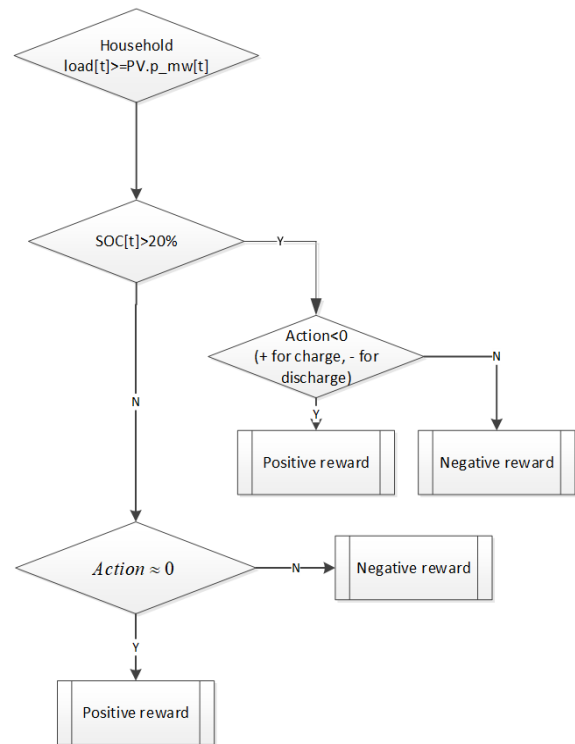 Household
load[t]>=PV.p_mw[t]
SOC[t]>20%
Y
Action<0
(+ for charge, - for
discharge)
N
Y
N
Positive reward
Negative reward
Action ≈ 0
N
Negative reward
Y
Positive reward